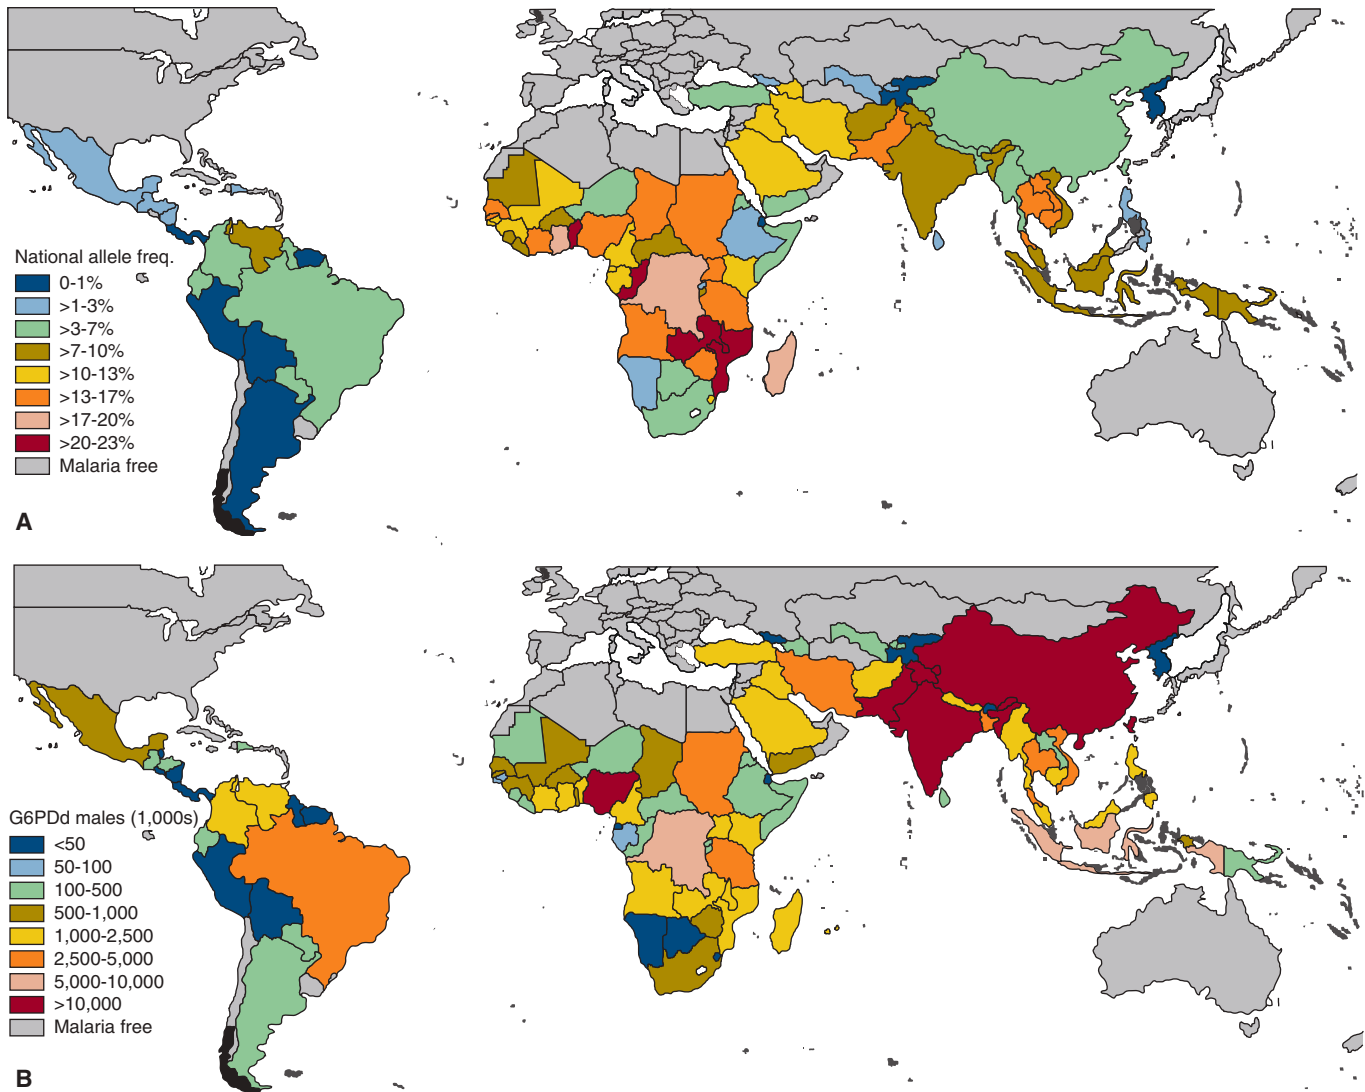 National allele freq.
0-1%
>1-3%
>3-7%
>7-10%
>10-13%
>13-17%
>17-20%
>20-23%
Malaria free
A
G6PDd males (1,000s)
<50
50-100
100-500
500-1,000
1,000-2,500
2,500-5,000
5,000-10,000
>10,000
Malaria free
B